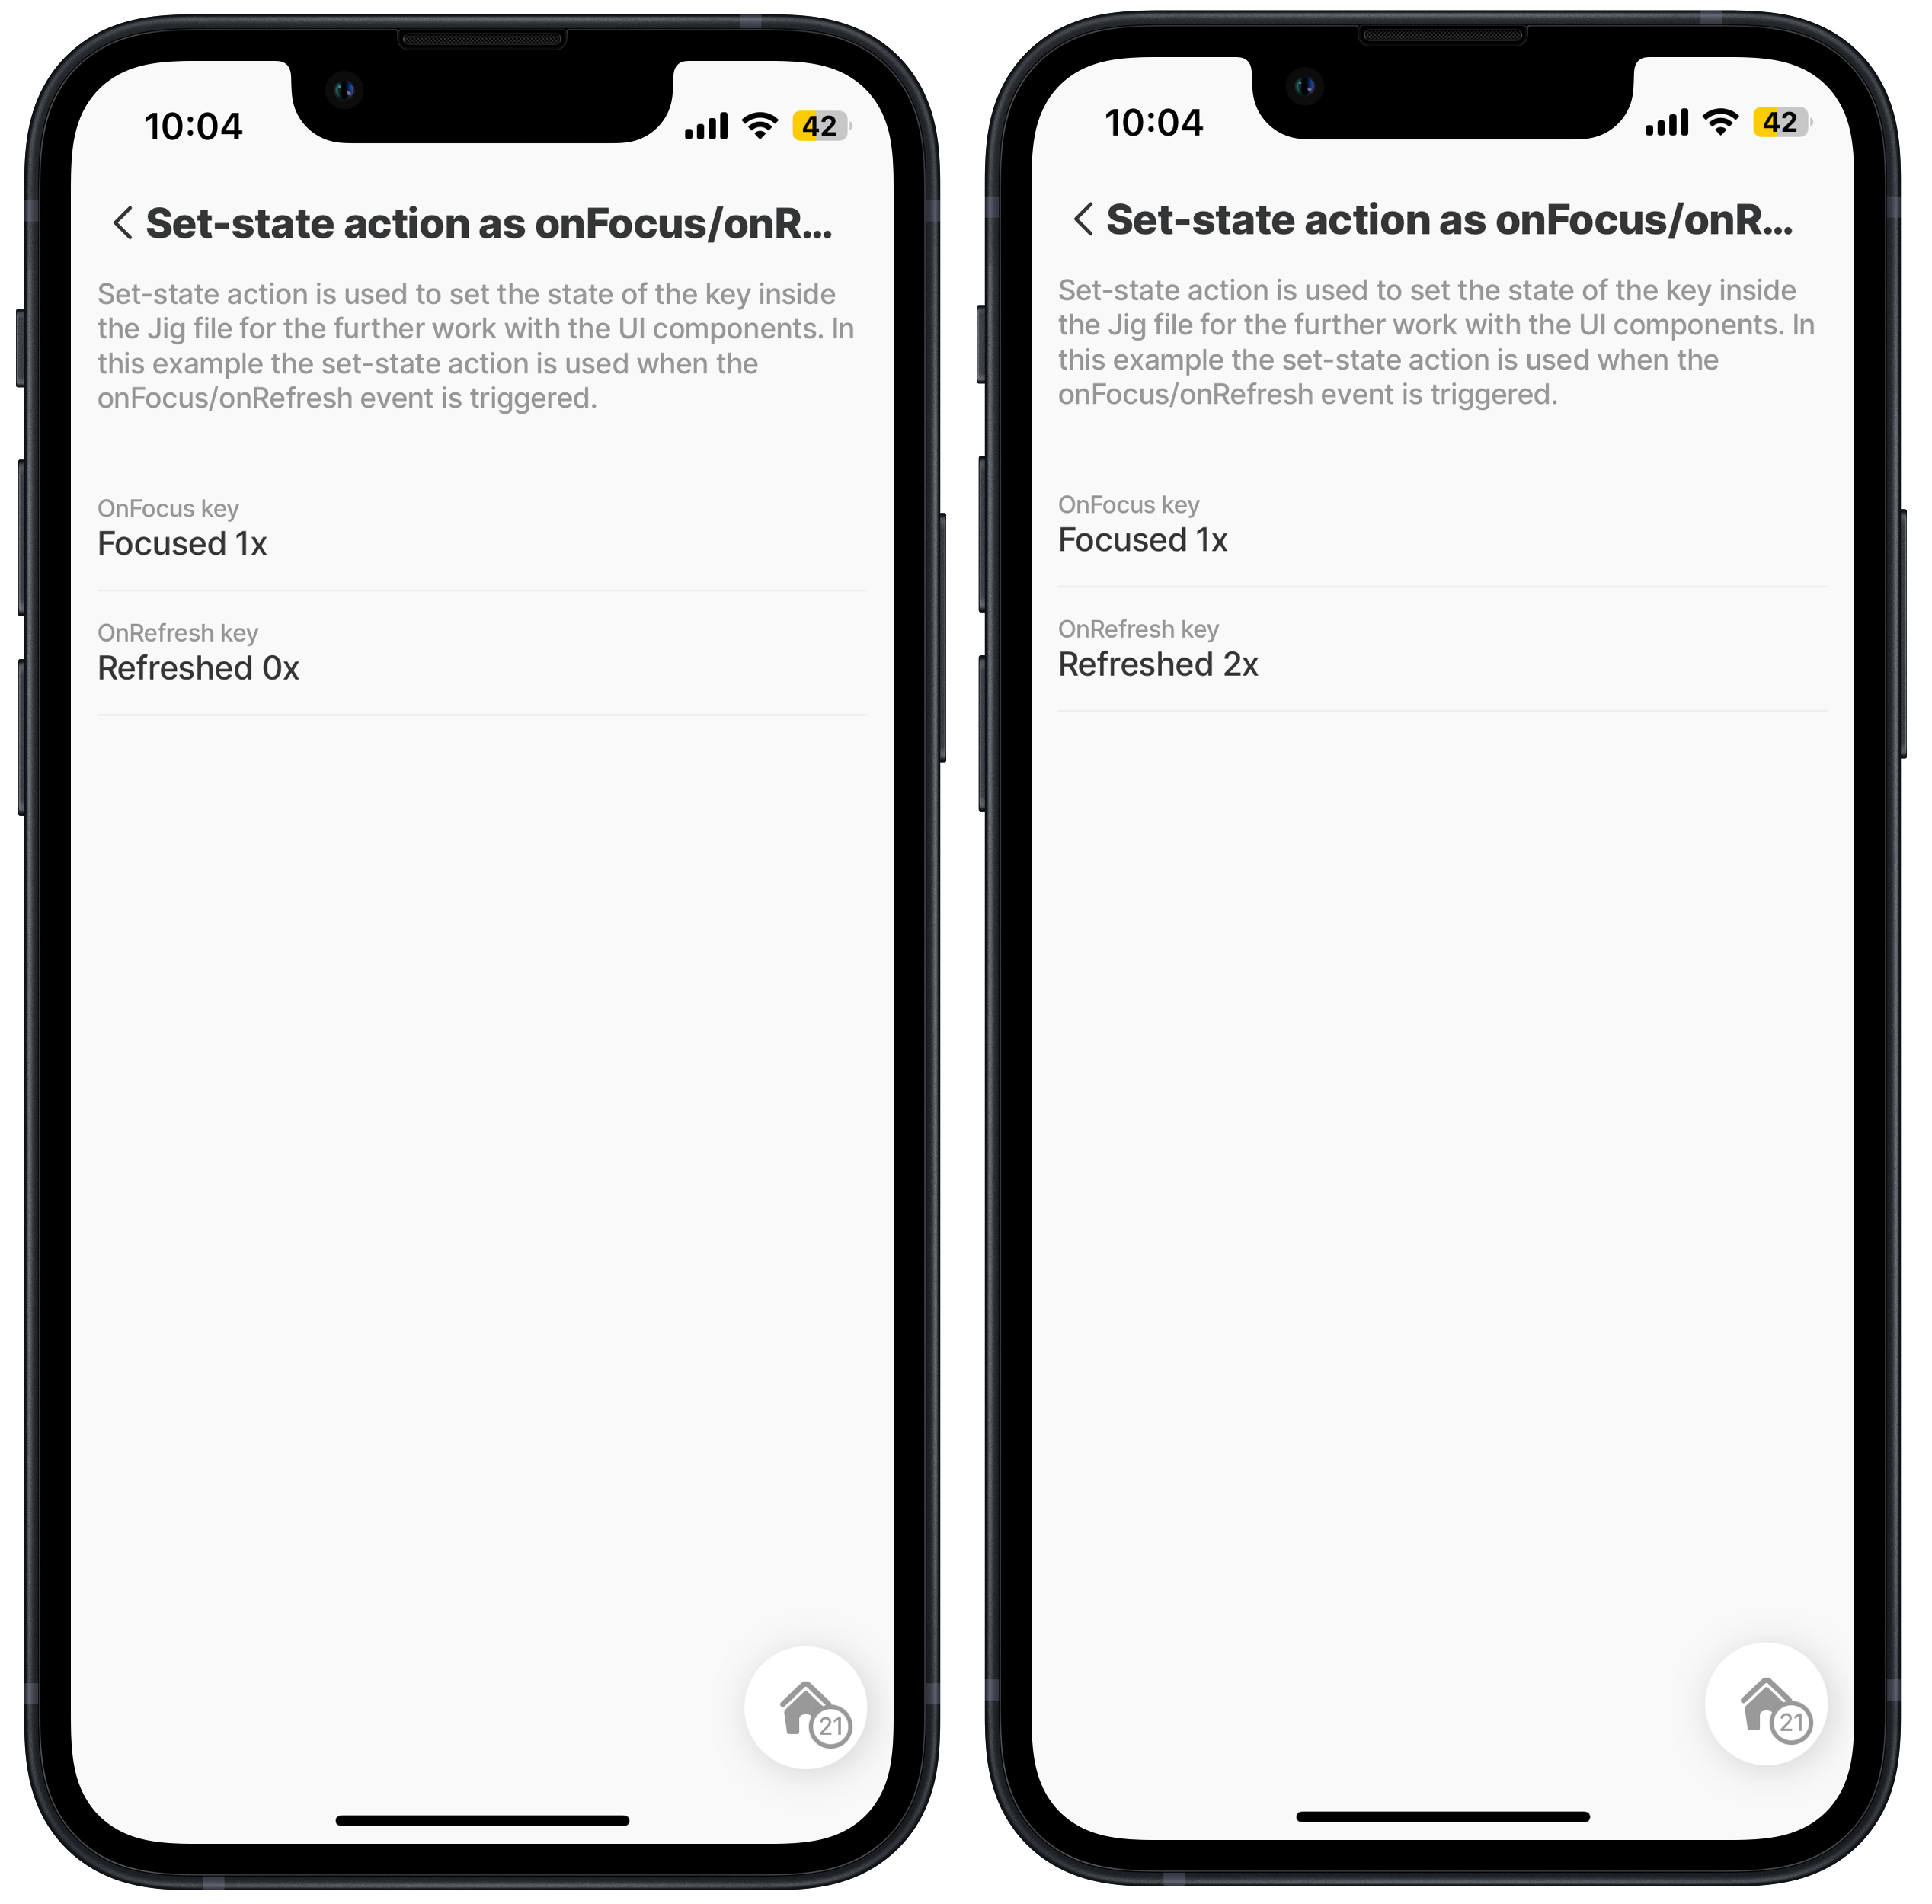 10:04
42
Set-state action as onFocus/onR...
Set-state action is used to set the state of the key inside
the Jig file for the further work with the UI components. In
this example the set-state action is used when the
onFocus/onRefresh event is triggered.
OnFocus key
Focused 1x
OnRefresh key
Refreshed 0x
21
10:04
42
Set-state action as onFocus/onR...
Set-state action is used to set the state of the key inside
the Jig file for the further work with the UI components. In
this example the set-state action is used when the
onFocus/onRefresh event is triggered.
OnFocus key
Focused 1x
OnRefresh key
Refreshed 2x
21